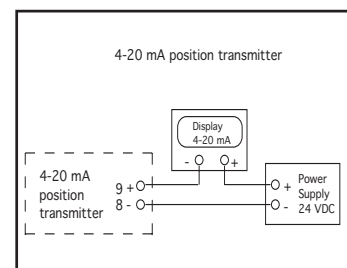 4-20 mA position transmitter
Display
4-20 mA
- +
4-20 mA
position
transmitter
9 +
8 -
+
-
Power
Supply
24 VDC